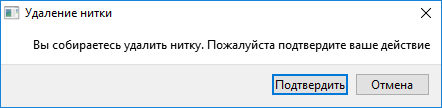 Удаление нитки
Вы собираетесь удалить нитку. Пожалуйста подтвердите ваше действие
Подтвердить Отмена